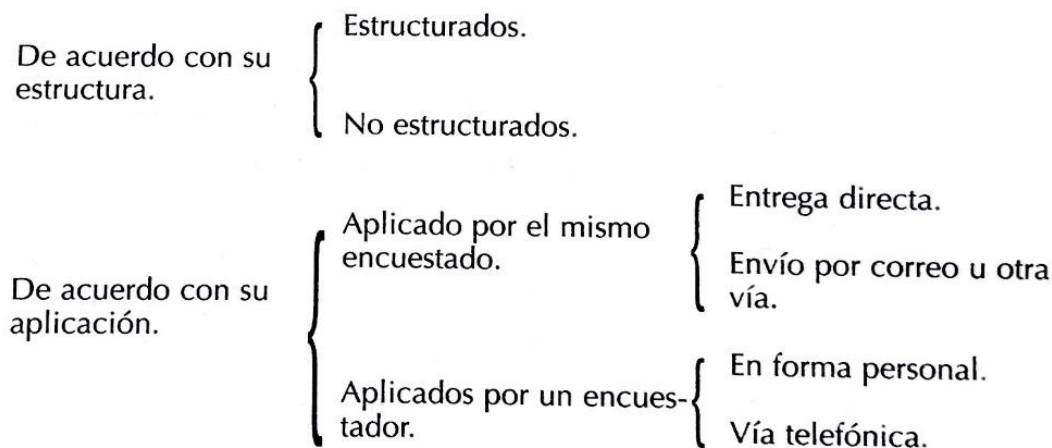 De acuerdo con su
estructura.
Estructurados.
No estructurados.
De acuerdo con su
aplicación.
Aplicado por el mismo
encuestado.
Entrega directa.
Envío por correo u otra
vía.
Aplicados por un encues-
tador.
En forma personal.
Vía telefónica.